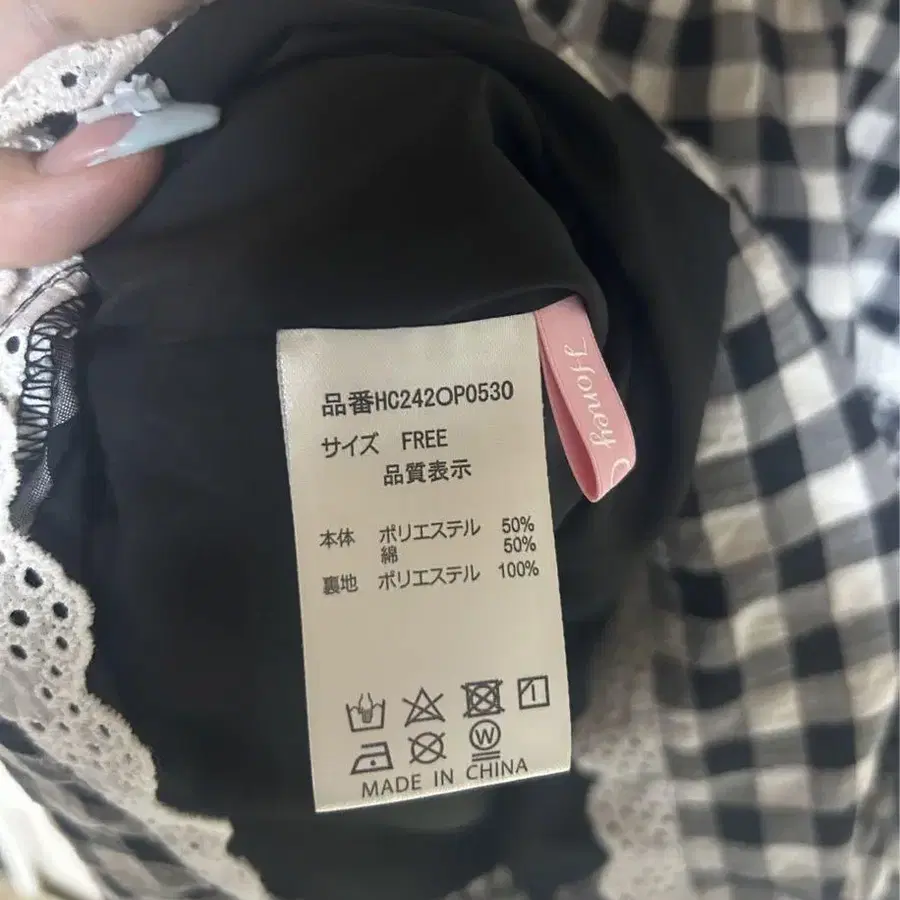 品番HC242OP0530
サイズ FREE
品質表示
本体 ポリエステル 50%
綿 50%
裏地 ポリエステル 100%
W
MADE IN CHINA
Honey